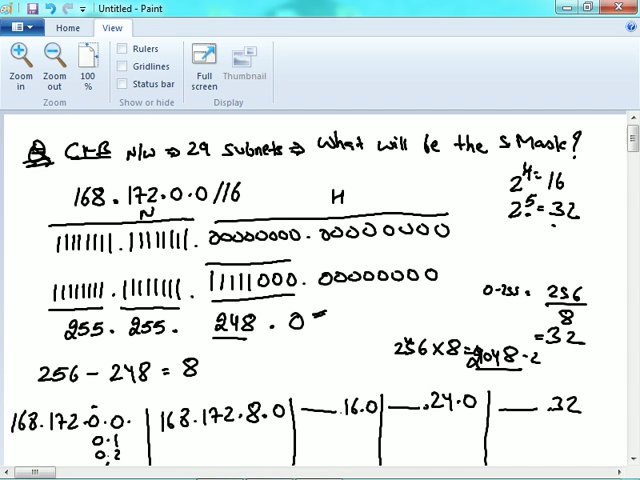 Untitled - Paint
Home View
Zoom in
Zoom out
100 %
Zoom
Rulers
Gridlines
Status bar
Show or hide
Full screen
Thumbnail
Display
Q N/W ⇒ 29 subnets ⇒ What will be the S Mask?
2^4 = 16
2^5 = 32
168.172.0.0/16
N H
11111111.11111111.00000000.00000000
11111111.11111111.11111000.00000000
255.255.248.0
0-255 = 256
8
= 32
256 × 8 = 2048 - 2
256 - 248 = 8
168.172.0.0. | 168.172.8.0 | .16.0 | .24.0 | .32
0.1
0.2